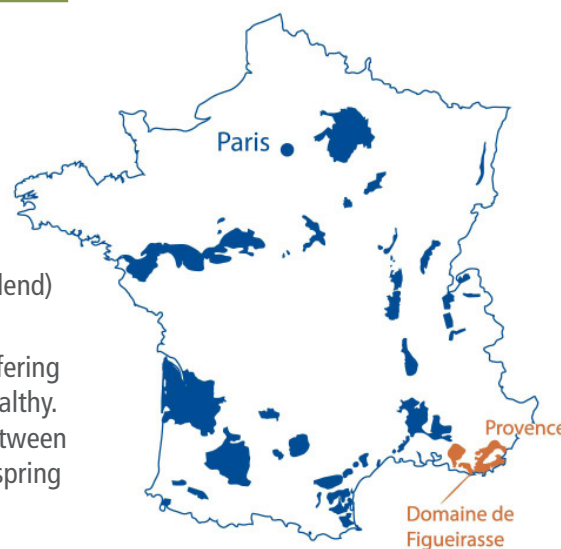 Paris
lend)
fering
althy.
tween
spring
Provence
Domaine de
Figueirasse